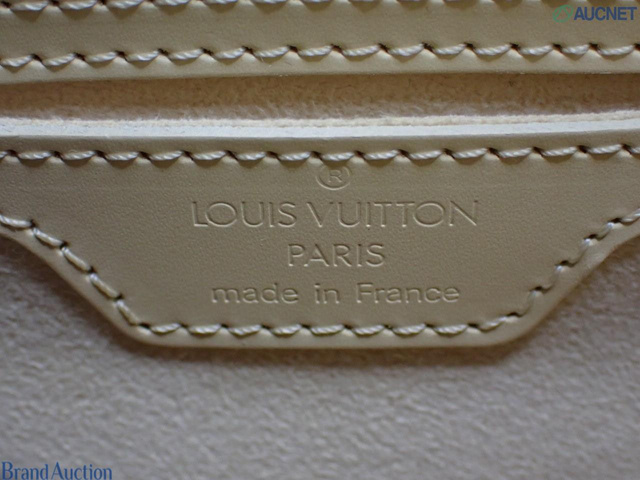 AUCNET
®
LOUIS VUITTON
PARIS
made in France
BRAND AUCTION